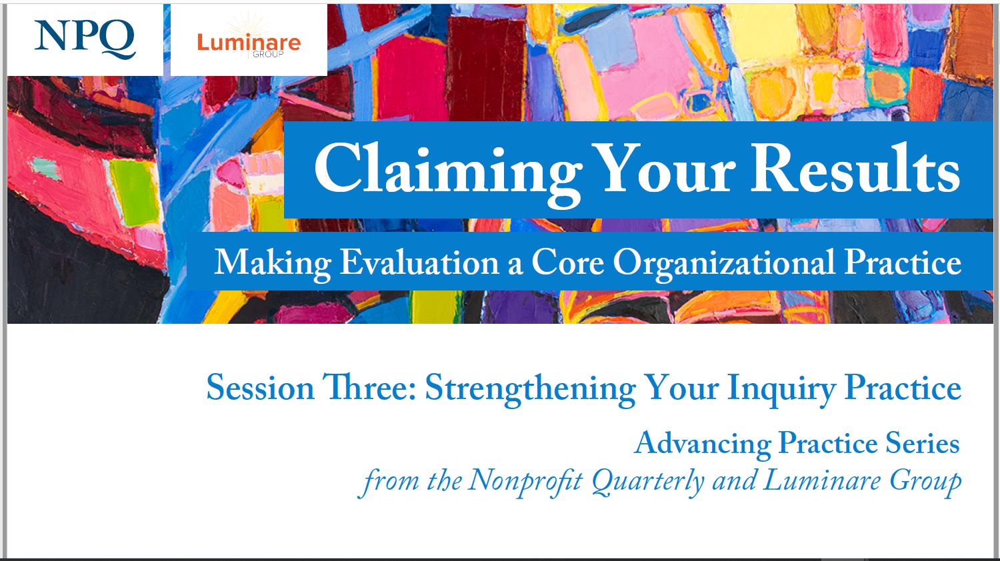 NPQ
Luminare
GROUP
Claiming Your Results
Making Evaluation a Core Organizational Practice
Session Three: Strengthening Your Inquiry Practice
Advancing Practice Series
from the Nonprofit Quarterly and Luminare Group